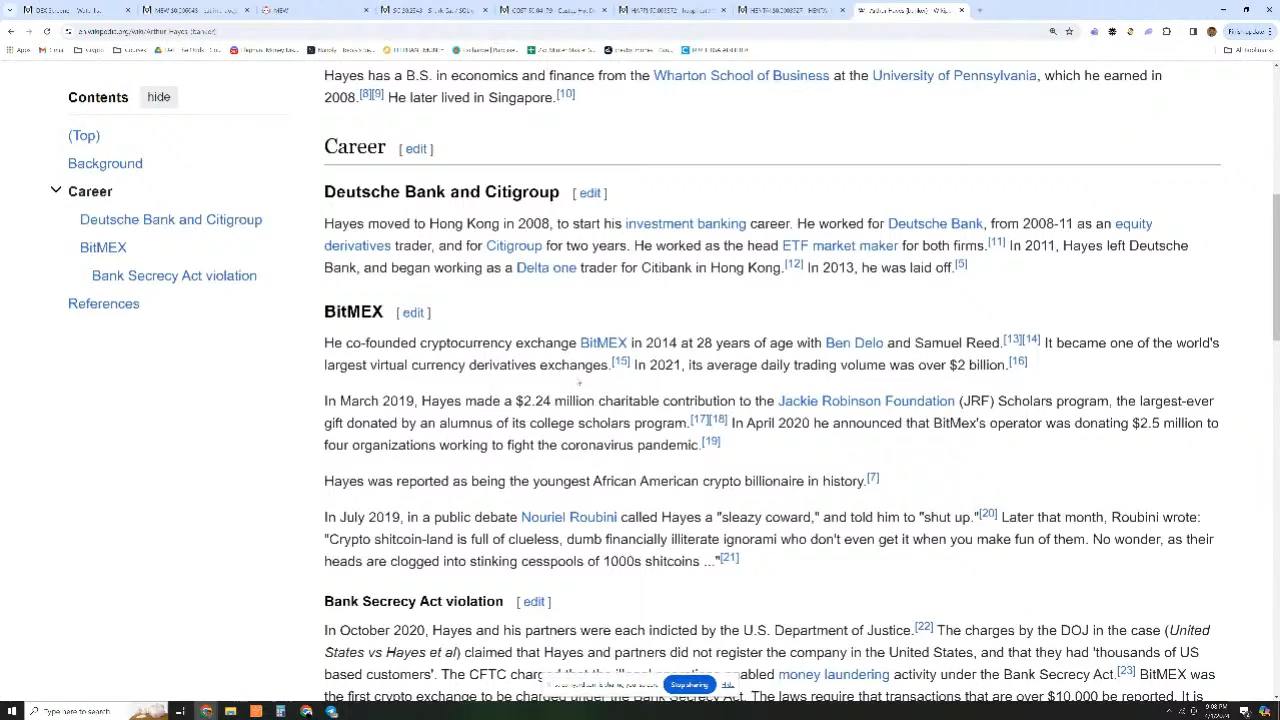 en.wikipedia.org/wiki/Arthur_Hayes_(banker)
Apps
Contents
hide
(Top)
Background
Career
Deutsche Bank and Citigroup
BitMEX
Bank Secrecy Act violation
References
Hayes has a B.S. in economics and finance from the Wharton School of Business at the University of Pennsylvania, which he earned in
2008.[8][9] He later lived in Singapore.[10]
Career [ edit ]
Deutsche Bank and Citigroup [ edit ]
Hayes moved to Hong Kong in 2008, to start his investment banking career. He worked for Deutsche Bank, from 2008-11 as an equity
derivatives trader, and for Citigroup for two years. He worked as the head ETF market maker for both firms.[11] In 2011, Hayes left Deutsche
Bank, and began working as a Delta one trader for Citibank in Hong Kong.[12] In 2013, he was laid off.[5]
BitMEX [ edit ]
He co-founded cryptocurrency exchange BitMEX in 2014 at 28 years of age with Ben Delo and Samuel Reed.[13][14] It became one of the world's
largest virtual currency derivatives exchanges.[15] In 2021, its average daily trading volume was over $2 billion.[16]
In March 2019, Hayes made a $2.24 million charitable contribution to the Jackie Robinson Foundation (JRF) Scholars program, the largest-ever
gift donated by an alumnus of its college scholars program.[17][18] In April 2020 he announced that BitMex's operator was donating $2.5 million to
four organizations working to fight the coronavirus pandemic.[19]
Hayes was reported as being the youngest African American crypto billionaire in history.[7]
In July 2019, in a public debate Nouriel Roubini called Hayes a "sleazy coward," and told him to "shut up."[20] Later that month, Roubini wrote:
"Crypto shitcoin-land is full of clueless, dumb financially illiterate ignorami who don't even get it when you make fun of them. No wonder, as their
heads are clogged into stinking cesspools of 1000s shitcoins ..."[21]
Bank Secrecy Act violation [ edit ]
In October 2020, Hayes and his partners were each indicted by the U.S. Department of Justice.[22] The charges by the DOJ in the case (United
States vs Hayes et al) claimed that Hayes and partners did not register the company in the United States, and that they had 'thousands of US
based customers'. The CFTC charged that the illegal operations enabled money laundering activity under the Bank Secrecy Act.[23] BitMEX was
the first crypto exchange to be charged under the Bank Secrecy Act. The laws require that transactions that are over $10,000 be reported. It is
Stop sharing
Hide
Type here to search
9:08 PM